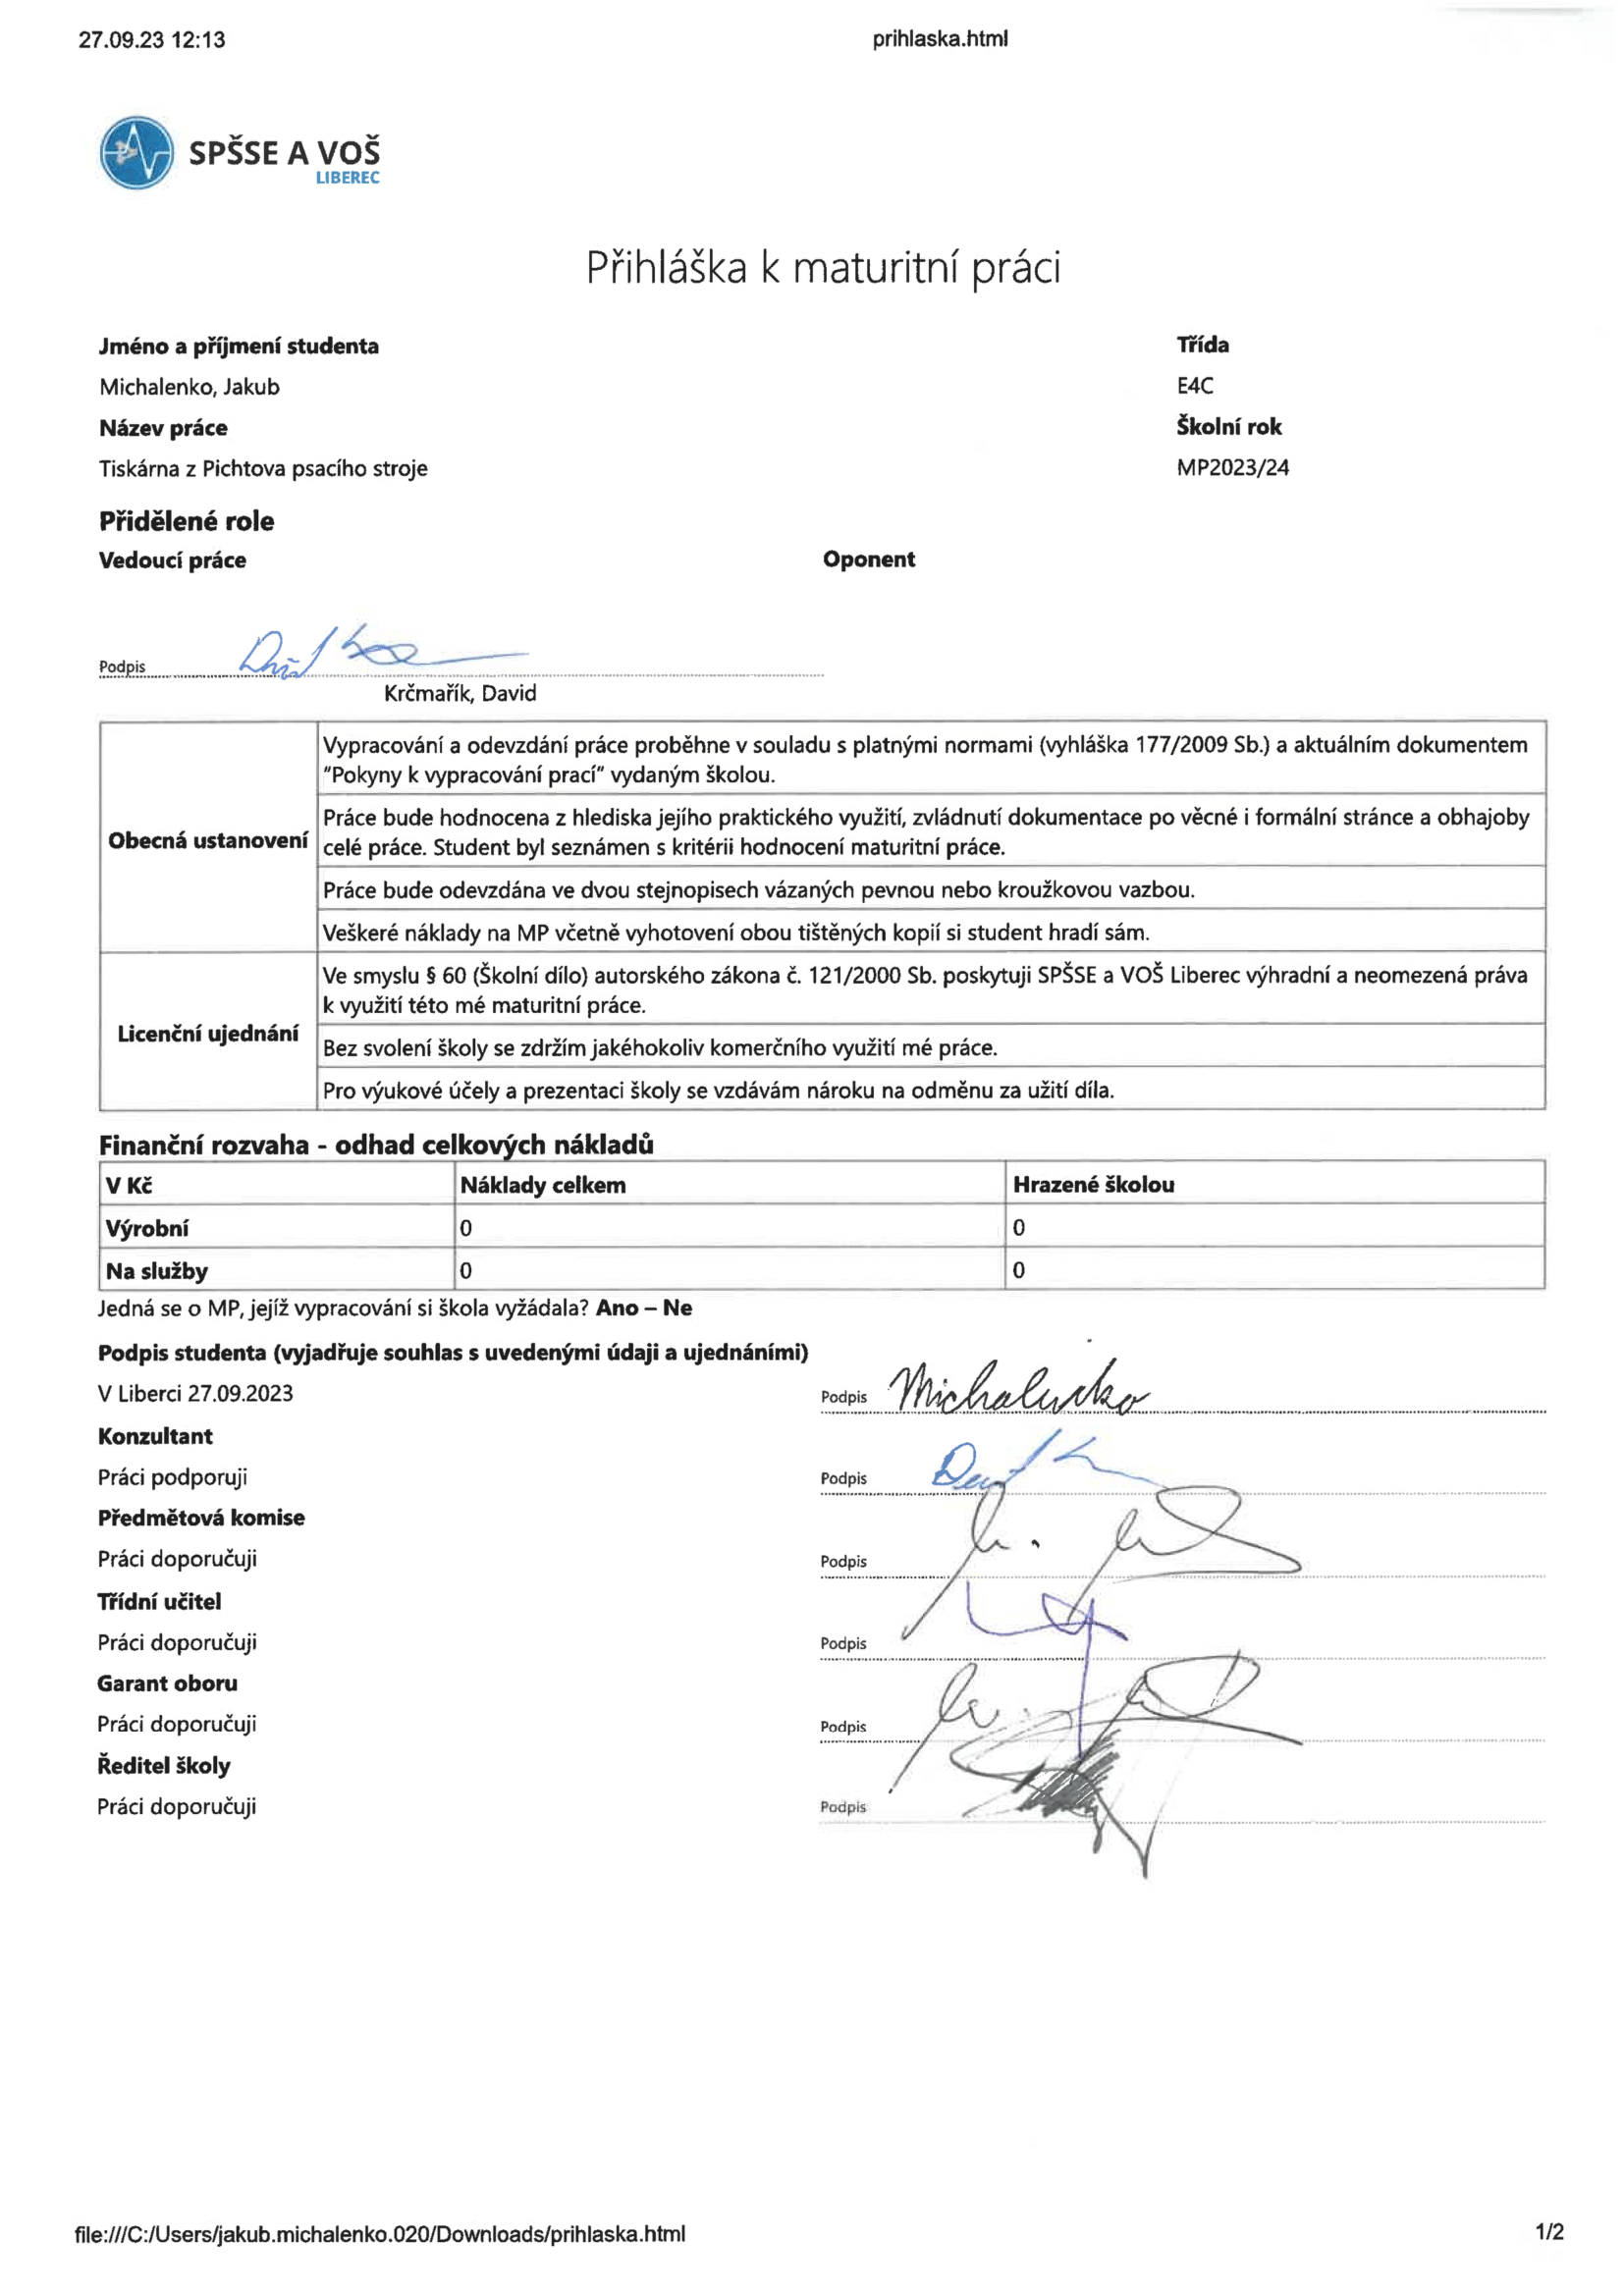 27.09.23 12:13
prihlaska.html
SPŠSE A VOŠ
LIBEREC
Přihláška k maturitní práci
Jméno a příjmení studenta
Třída
Michalenko, Jakub
E4C
Název práce
Školní rok
Tiskárna z Pichtova psacího stroje
MP2023/24
Přidělené role
Vedoucí práce
Oponent
Podpis
Krčmařík, David
Obecná ustanovení
Vypracování a odevzdání práce proběhne v souladu s platnými normami (vyhláška 177/2009 Sb.) a aktuálním dokumentem
"Pokyny k vypracování prací" vydaným školou.
Práce bude hodnocena z hlediska jejího praktického využití, zvládnutí dokumentace po věcné i formální stránce a obhajoby
celé práce. Student byl seznámen s kritérii hodnocení maturitní práce.
Práce bude odevzdána ve dvou stejnopisech vázaných pevnou nebo kroužkovou vazbou.
Veškeré náklady na MP včetně vyhotovení obou tištěných kopií si student hradí sám.
Licenční ujednání
Ve smyslu § 60 (Školní dílo) autorského zákona č. 121/2000 Sb. poskytuji SPŠSE a VOŠ Liberec výhradní a neomezená práva
k využití této mé maturitní práce.
Bez svolení školy se zdržím jakéhokoliv komerčního využití mé práce.
Pro výukové účely a prezentaci školy se vzdávám nároku na odměnu za užití díla.
Finanční rozvaha - odhad celkových nákladů
V Kč Náklady celkem Hrazené školou
Výrobní 0 0
Na služby 0 0
Jedná se o MP, jejíž vypracování si škola vyžádala? Ano – Ne
Podpis studenta (vyjadřuje souhlas s uvedenými údaji a ujednáními)
V Liberci 27.09.2023
Podpis Michalenko
Konzultant
Práci podporuji
Podpis
Předmětová komise
Práci doporučuji
Podpis
Třídní učitel
Práci doporučuji
Podpis
Garant oboru
Práci doporučuji
Podpis
Ředitel školy
Práci doporučuji
Podpis
file:///C:/Users/jakub.michalenko.020/Downloads/prihlaska.html
1/2